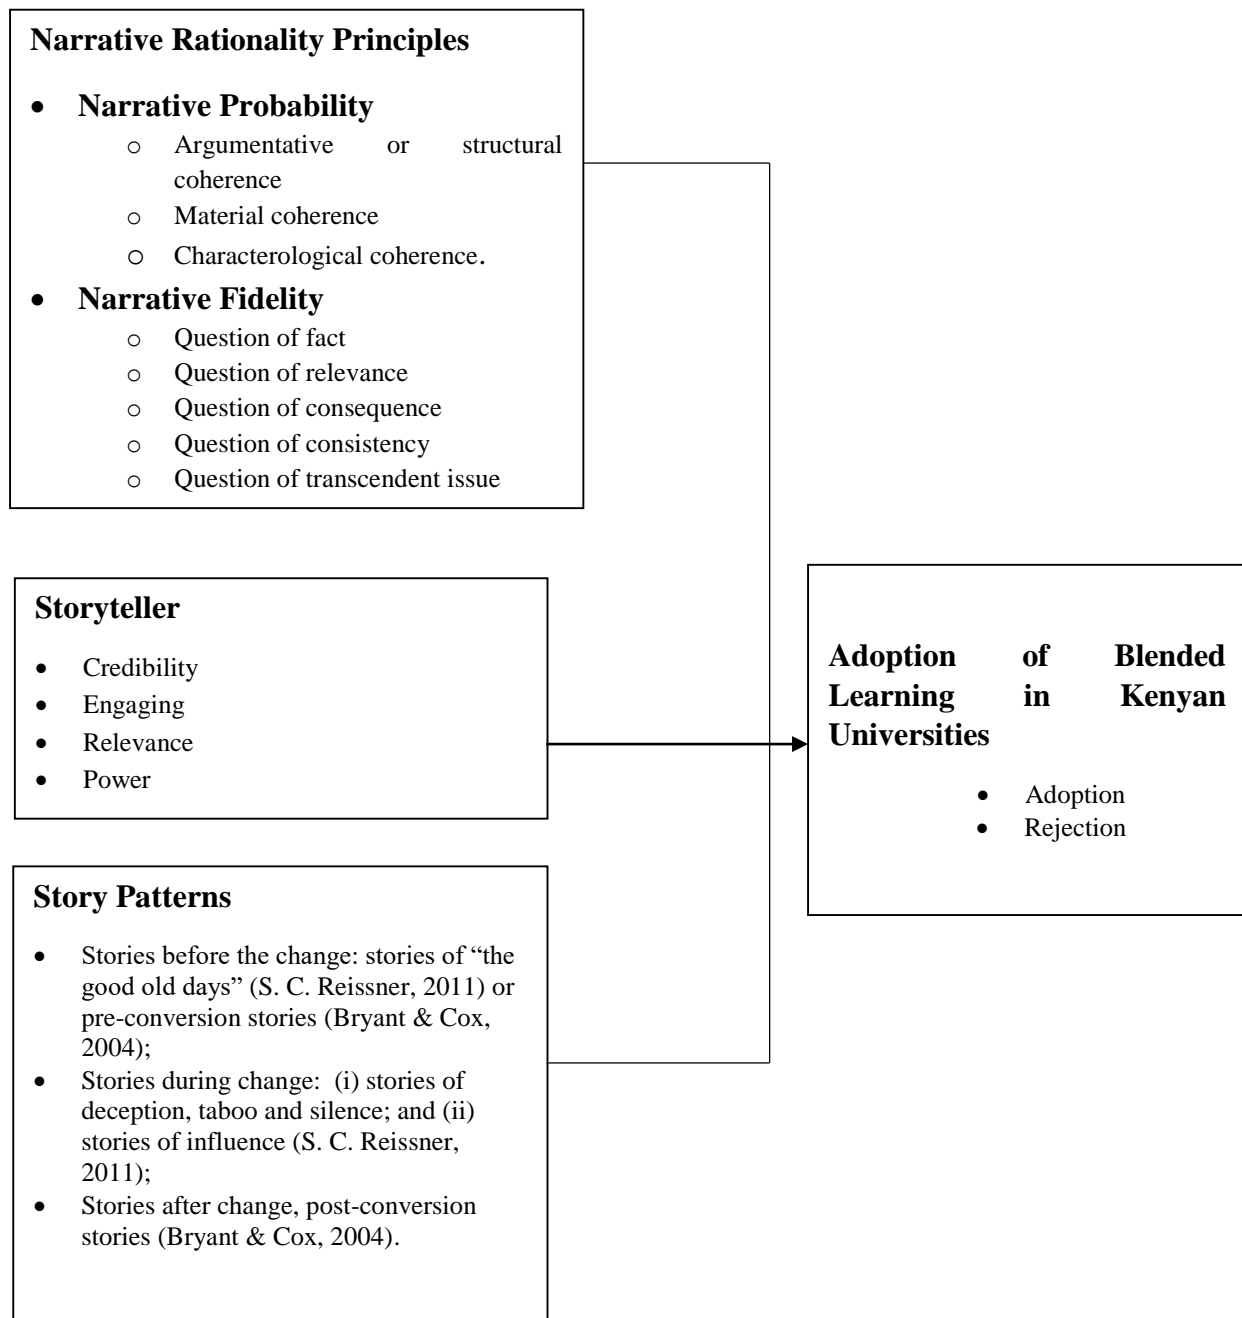 Narrative Rationality Principles
• Narrative Probability
o Argumentative or structural
coherence
o Material coherence
o Characterological coherence.
• Narrative Fidelity
o Question of fact
o Question of relevance
o Question of consequence
o Question of consistency
o Question of transcendent issue
Storyteller
• Credibility
• Engaging
• Relevance
• Power
Story Patterns
• Stories before the change: stories of “the
good old days” (S. C. Reissner, 2011) or
pre-conversion stories (Bryant & Cox,
2004);
• Stories during change: (i) stories of
deception, taboo and silence; and (ii)
stories of influence (S. C. Reissner,
2011);
• Stories after change, post-conversion
stories (Bryant & Cox, 2004).
Adoption of Blended
Learning in Kenyan
Universities
• Adoption
• Rejection